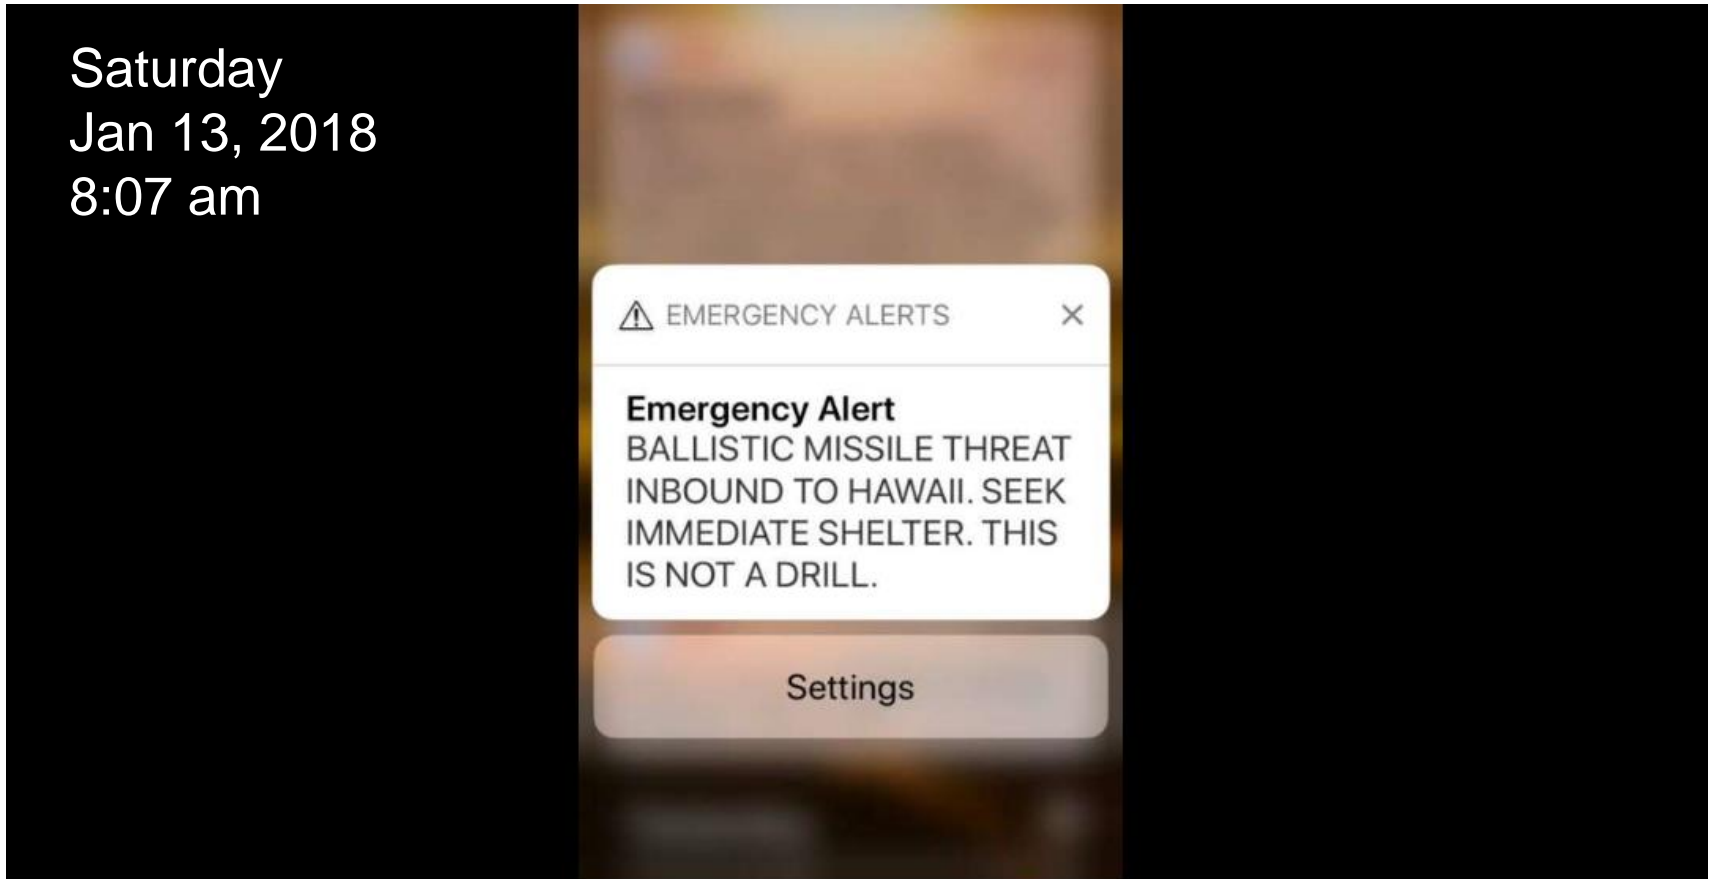 Saturday
Jan 13, 2018
8:07 am
EMERGENCY ALERTS
Emergency Alert
BALLISTIC MISSILE THREAT
INBOUND TO HAWAII. SEEK
IMMEDIATE SHELTER. THIS
IS NOT A DRILL.
Settings